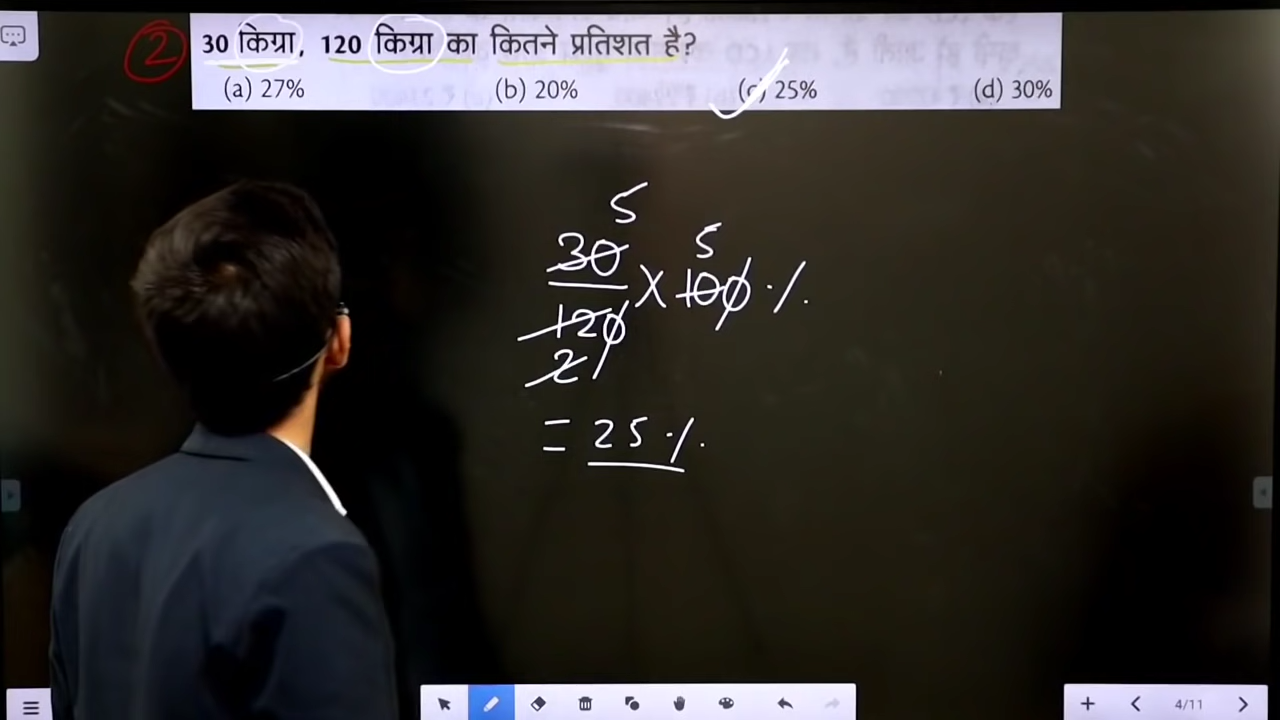 2 30 किग्रा, 120 किग्रा का कितने प्रतिशत है?
(a) 27% (b) 20% (c) 25% (d) 30%
5
30 5
120 × 100 %
2
= 25 %
4/11